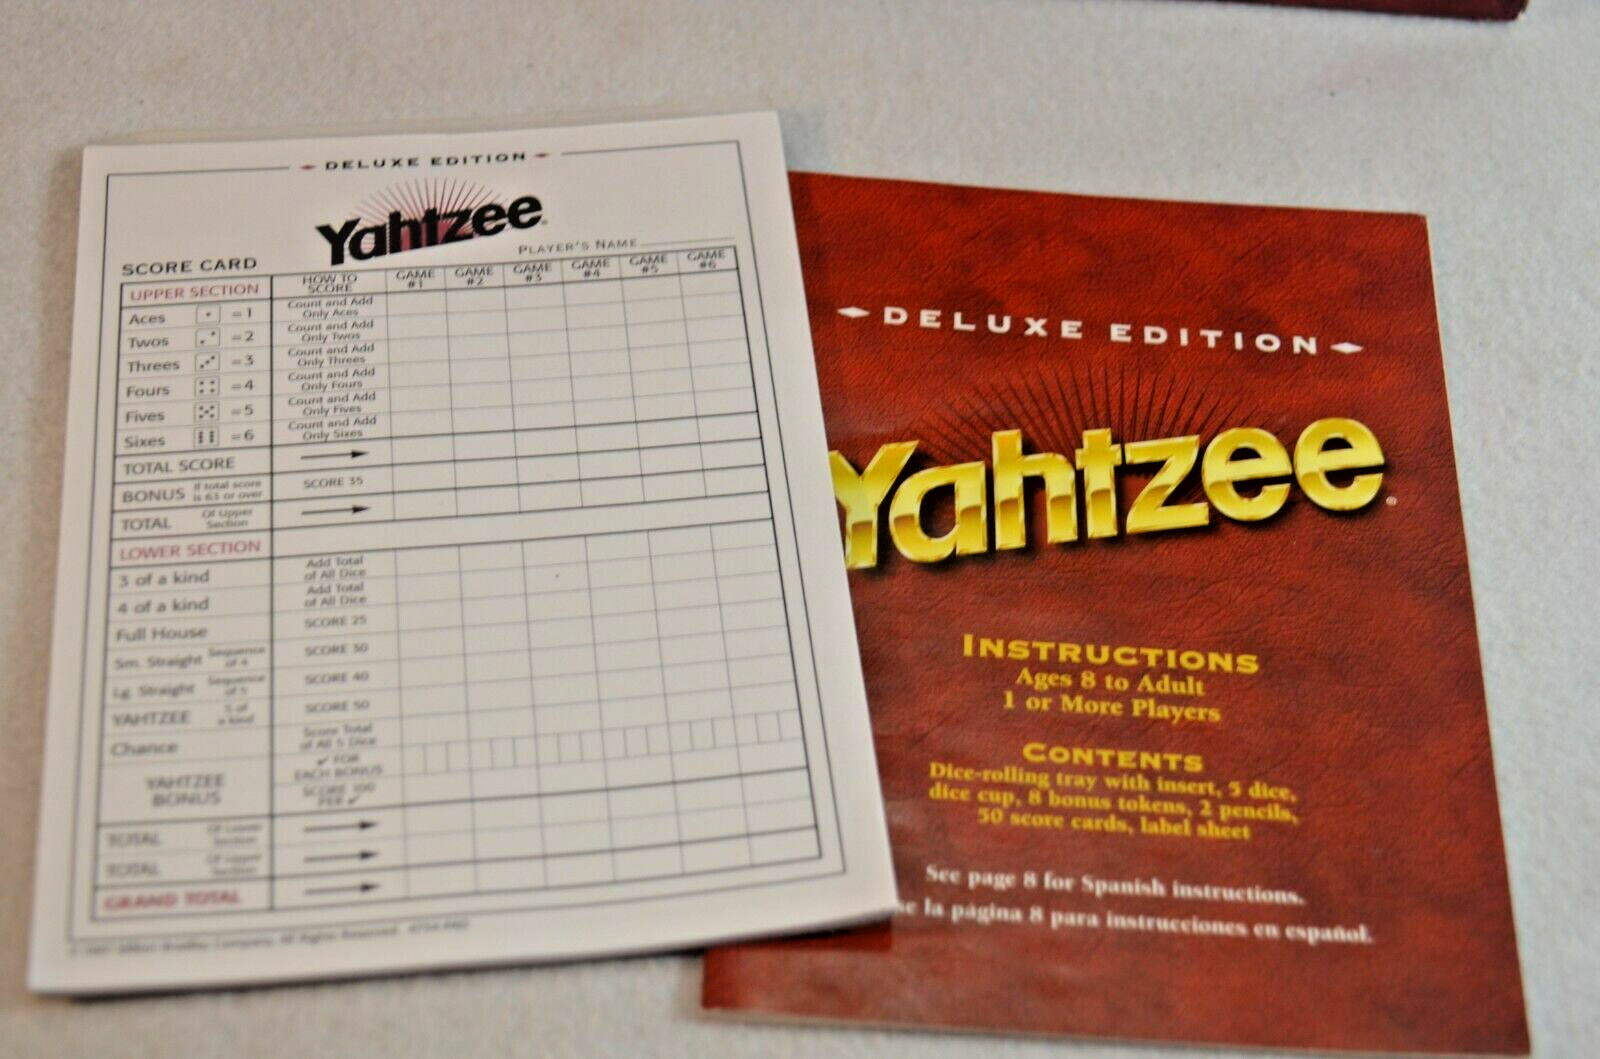 DELUXE EDITION
Yahtzee
PLAYER'S NAME
SCORE CARD
UPPER SECTION HOW TO SCORE GAME #1 GAME #2 GAME #3 GAME #4 GAME #5 GAME #6
Aces = 1 Count and Add Only Aces
Twos = 2 Count and Add Only Twos
Threes = 3 Count and Add Only Threes
Fours = 4 Count and Add Only Fours
Fives = 5 Count and Add Only Fives
Sixes = 6 Count and Add Only Sixes
TOTAL SCORE
BONUS If total score is 63 or over SCORE 35
TOTAL Of Upper Section
LOWER SECTION
3 of a kind Add Total of All Dice
4 of a kind Add Total of All Dice
Full House SCORE 25
Sm. Straight Sequence of 4 SCORE 30
Lg. Straight Sequence of 5 SCORE 40
YAHTZEE 5 of a kind SCORE 50
Chance Score Total of All 5 Dice
YAHTZEE BONUS ✓ FOR EACH BONUS
SCORE 100 PER ✓
TOTAL Of Lower Section
TOTAL Of Upper Section
GRAND TOTAL
Milton Bradley Company. All Rights Reserved.
DELUXE EDITION
Yahtzee
INSTRUCTIONS
Ages 8 to Adult
1 or More Players
CONTENTS
Dice-rolling tray with insert, 5 dice,
dice cup, 8 bonus tokens, 2 pencils,
50 score cards, label sheet
See page 8 for Spanish instructions.
la página 8 para instrucciones en español.